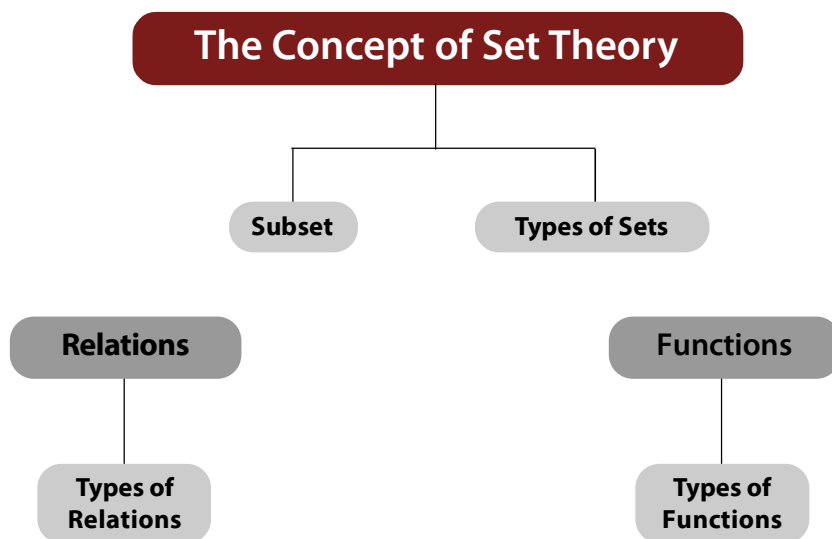 The Concept of Set Theory
Subset
Types of Sets
Relations
Functions
Types of
Relations
Types of
Functions